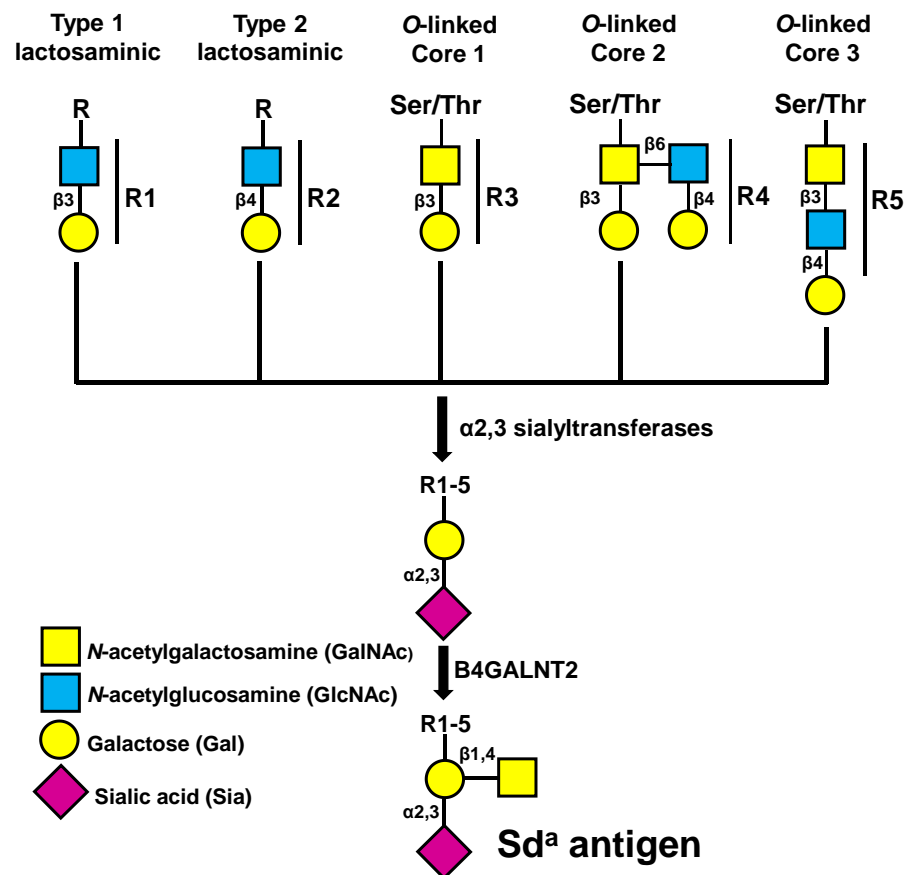 Type 1
lactosaminic
Type 2
lactosaminic
O-linked
Core 1
O-linked
Core 2
O-linked
Core 3
R
R
Ser/Thr
Ser/Thr
Ser/Thr
β3
R1
β4
R2
β3
R3
β6
β3
β4
R4
β3
β4
R5
α2,3 sialyltransferases
R1-5
α2,3
B4GALNT2
N-acetylgalactosamine (GalNAc)
N-acetylglucosamine (GlcNAc)
Galactose (Gal)
Sialic acid (Sia)
R1-5
β1,4
α2,3
Sdᵃ antigen